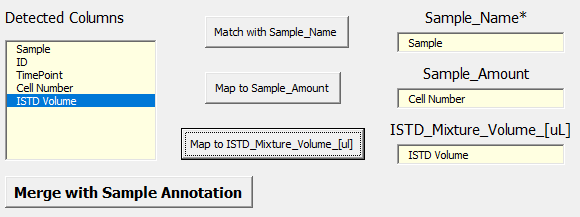 Detected Columns
Sample
ID
TimePoint
Cell Number
ISTD Volume
Match with Sample_Name
Map to Sample_Amount
Map to ISTD_Mixture_Volume_[ul]
Sample_Name*
Sample
Sample_Amount
Cell Number
ISTD_Mixture_Volume_[uL]
ISTD Volume
Merge with Sample Annotation